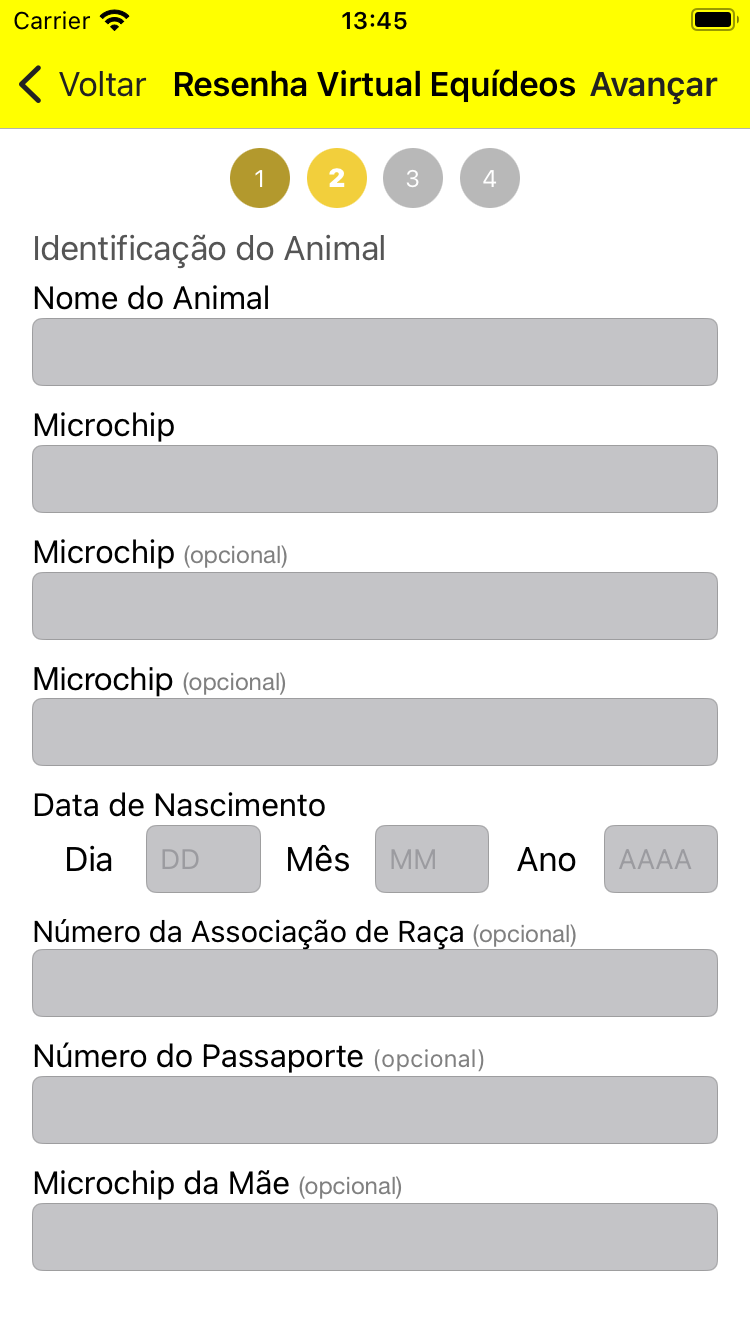 Carrier 13:45
Voltar Resenha Virtual Equídeos Avançar
1 2 3 4
Identificação do Animal
Nome do Animal
Microchip
Microchip (opcional)
Microchip (opcional)
Data de Nascimento
Dia DD Mês MM Ano AAAA
Número da Associação de Raça (opcional)
Número do Passaporte (opcional)
Microchip da Mãe (opcional)